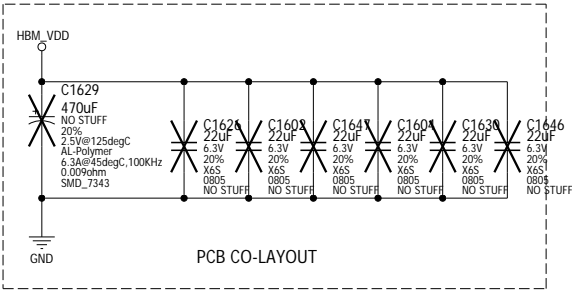 HBM_VDD
C1629
470uF
NO STUFF
20%
2.5V@125degC
AL-Polymer
6.3A@45degC,100KHz
0.009ohm
SMD_7343
C1626
22uF
6.3V
20%
X6S
0805
NO STUFF
C1602
22uF
6.3V
20%
X6S
0805
NO STUFF
C1647
22uF
6.3V
20%
X6S
0805
NO STUFF
C1604
22uF
6.3V
20%
X6S
0805
NO STUFF
C1630
22uF
6.3V
20%
X6S
0805
NO STUFF
C1646
22uF
6.3V
20%
X6S
0805
NO STUFF
GND
PCB CO-LAYOUT